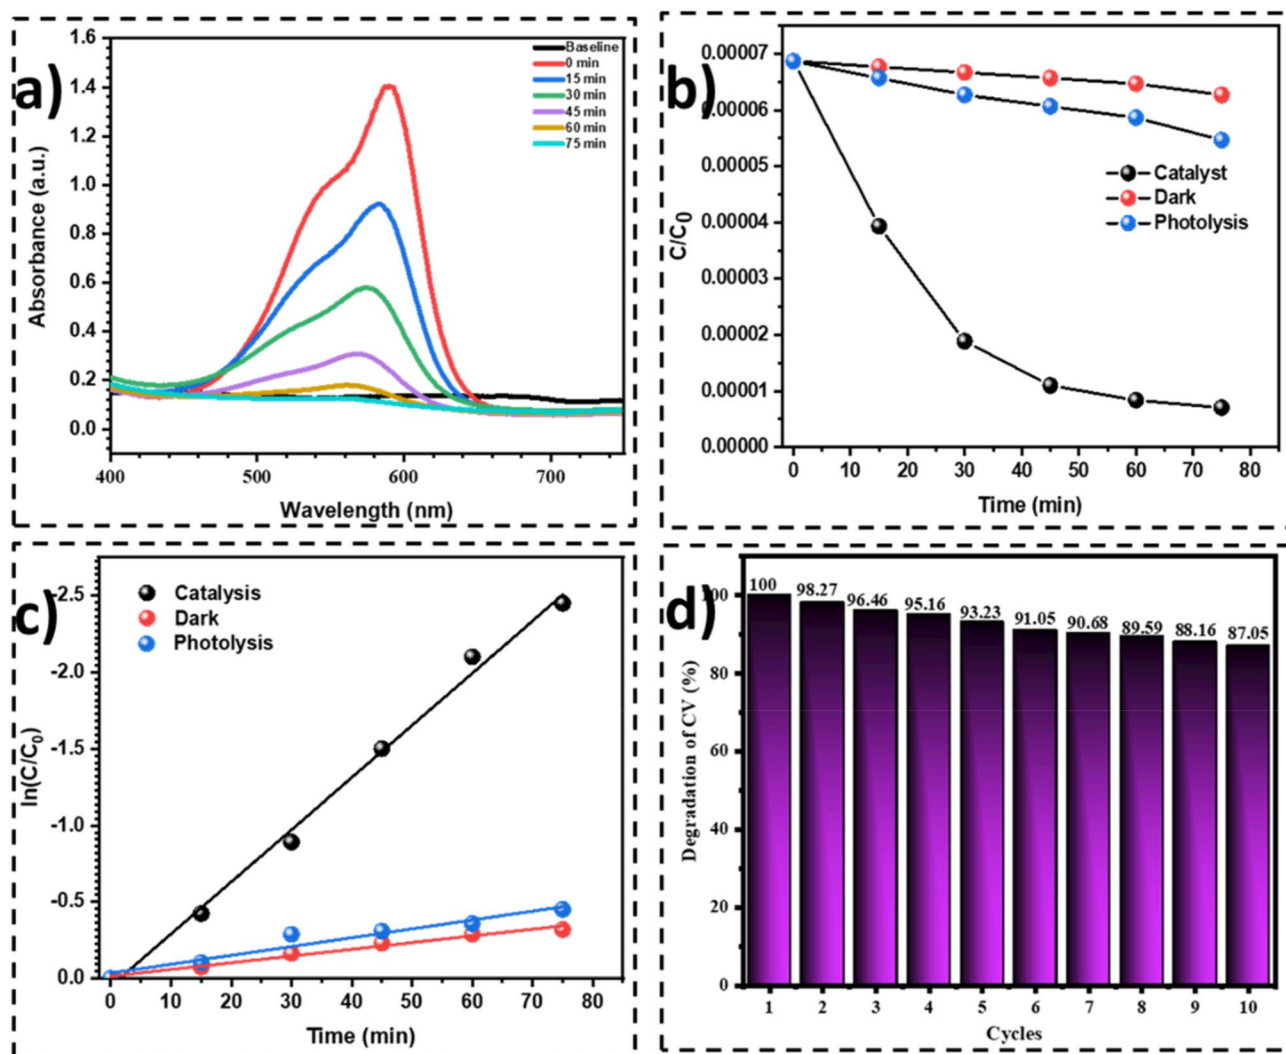 a)
1.6
1.4
1.2
1.0
0.8
0.6
0.4
0.2
0.0
Absorbance (a.u.)
Baseline
0 min
15 min
30 min
45 min
60 min
75 min
400 500 600 700
Wavelength (nm)
b)
0.00007
0.00006
0.00005
0.00004
0.00003
0.00002
0.00001
0.00000
C/C0
Catalyst
Dark
Photolysis
0 10 20 30 40 50 60 70 80
Time (min)
c)
-2.5
-2.0
-1.5
-1.0
-0.5
0.0
ln(C/C0)
Catalysis
Dark
Photolysis
0 10 20 30 40 50 60 70 80
Time (min)
d)
100
80
60
40
20
0
Degradation of CV (%)
100 98.27 96.46 95.16 93.23 91.05 90.68 89.59 88.16 87.05
1 2 3 4 5 6 7 8 9 10
Cycles